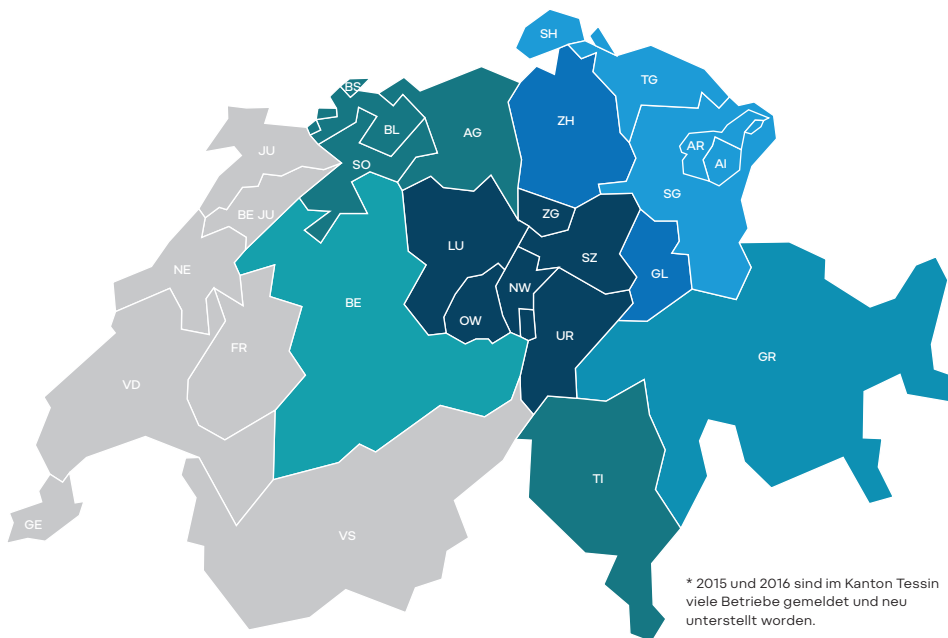 SH
TG
BS
ZH
BL
AG
AR
JU
AI
SO
SG
BE JU
ZG
LU
SZ
NE
GL
NW
BE
OW
UR
FR
GR
VD
TI
GE
VS
* 2015 und 2016 sind im Kanton Tessin
viele Betriebe gemeldet und neu
unterstellt worden.